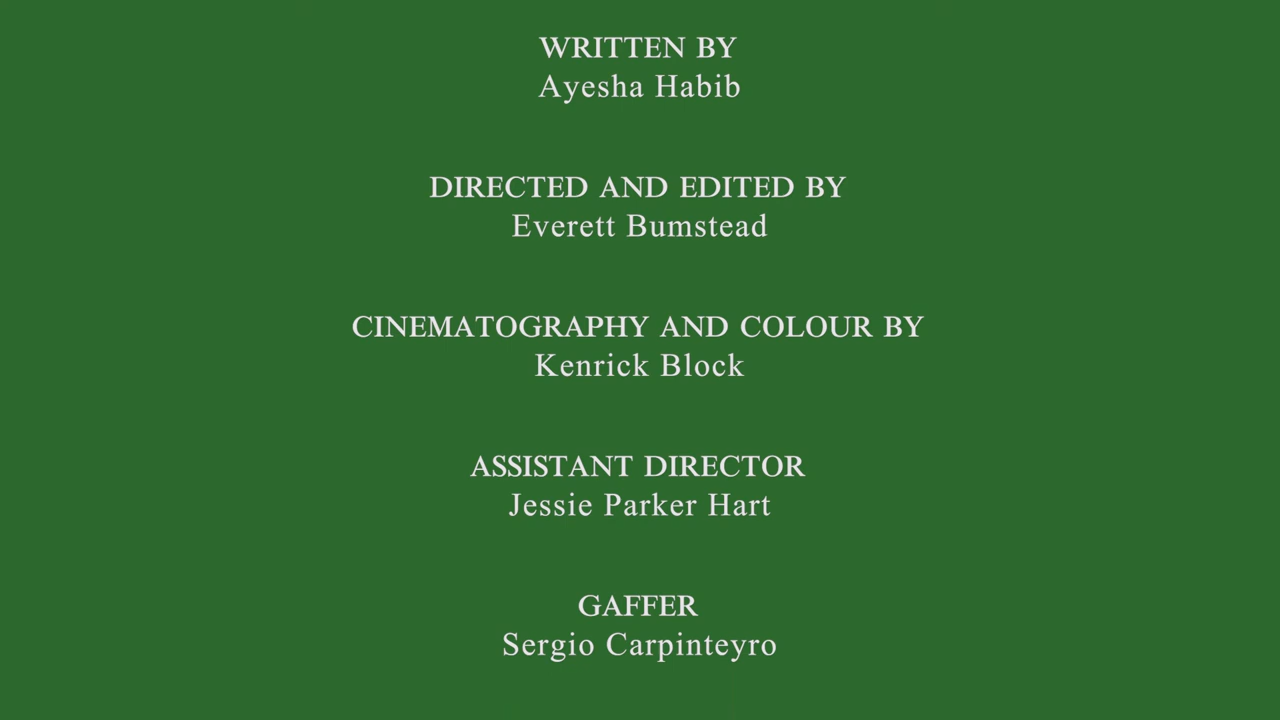 WRITTEN BY
Ayesha Habib
DIRECTED AND EDITED BY
Everett Bumstead
CINEMATOGRAPHY AND COLOUR BY
Kenrick Block
ASSISTANT DIRECTOR
Jessie Parker Hart
GAFFER
Sergio Carpinteyro